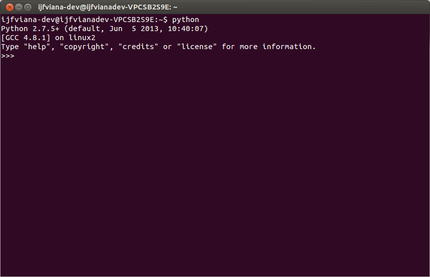 ijfviana-dev@ijfvianadev-VPCSB2S9E: ~
ijfviana-dev@ijfvianadev-VPCSB2S9E:~$ python
Python 2.7.5+ (default, Jun  5 2013, 10:40:07)
[GCC 4.8.1] on linux2
Type "help", "copyright", "credits" or "license" for more information.
>>>